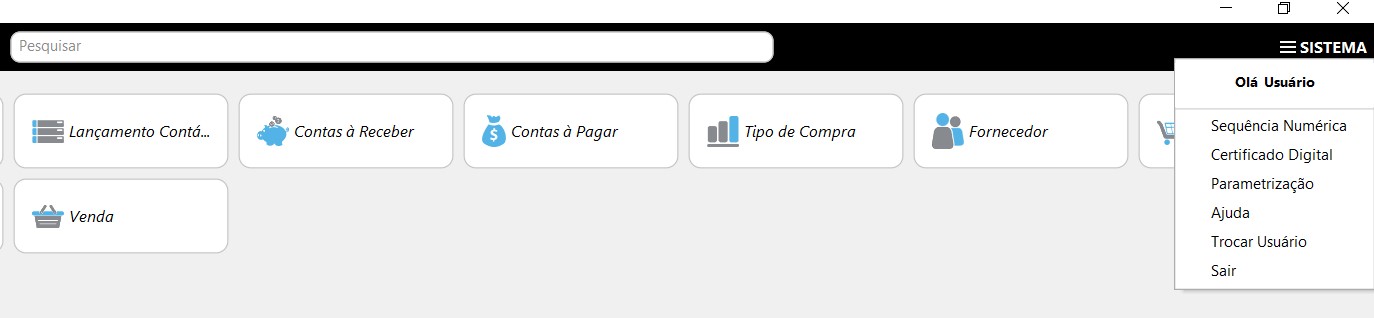 Pesquisar
SISTEMA
Olá Usuário
Sequência Numérica
Certificado Digital
Parametrização
Ajuda
Trocar Usuário
Sair
Lançamento Contá...
Contas à Receber
Contas à Pagar
Tipo de Compra
Fornecedor
Venda